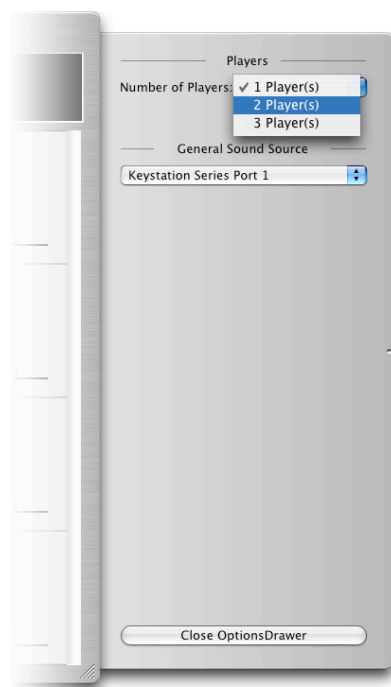 Players
Number of Players: ✓ 1 Player(s)
2 Player(s)
3 Player(s)
General Sound Source
Keystation Series Port 1
Close OptionsDrawer